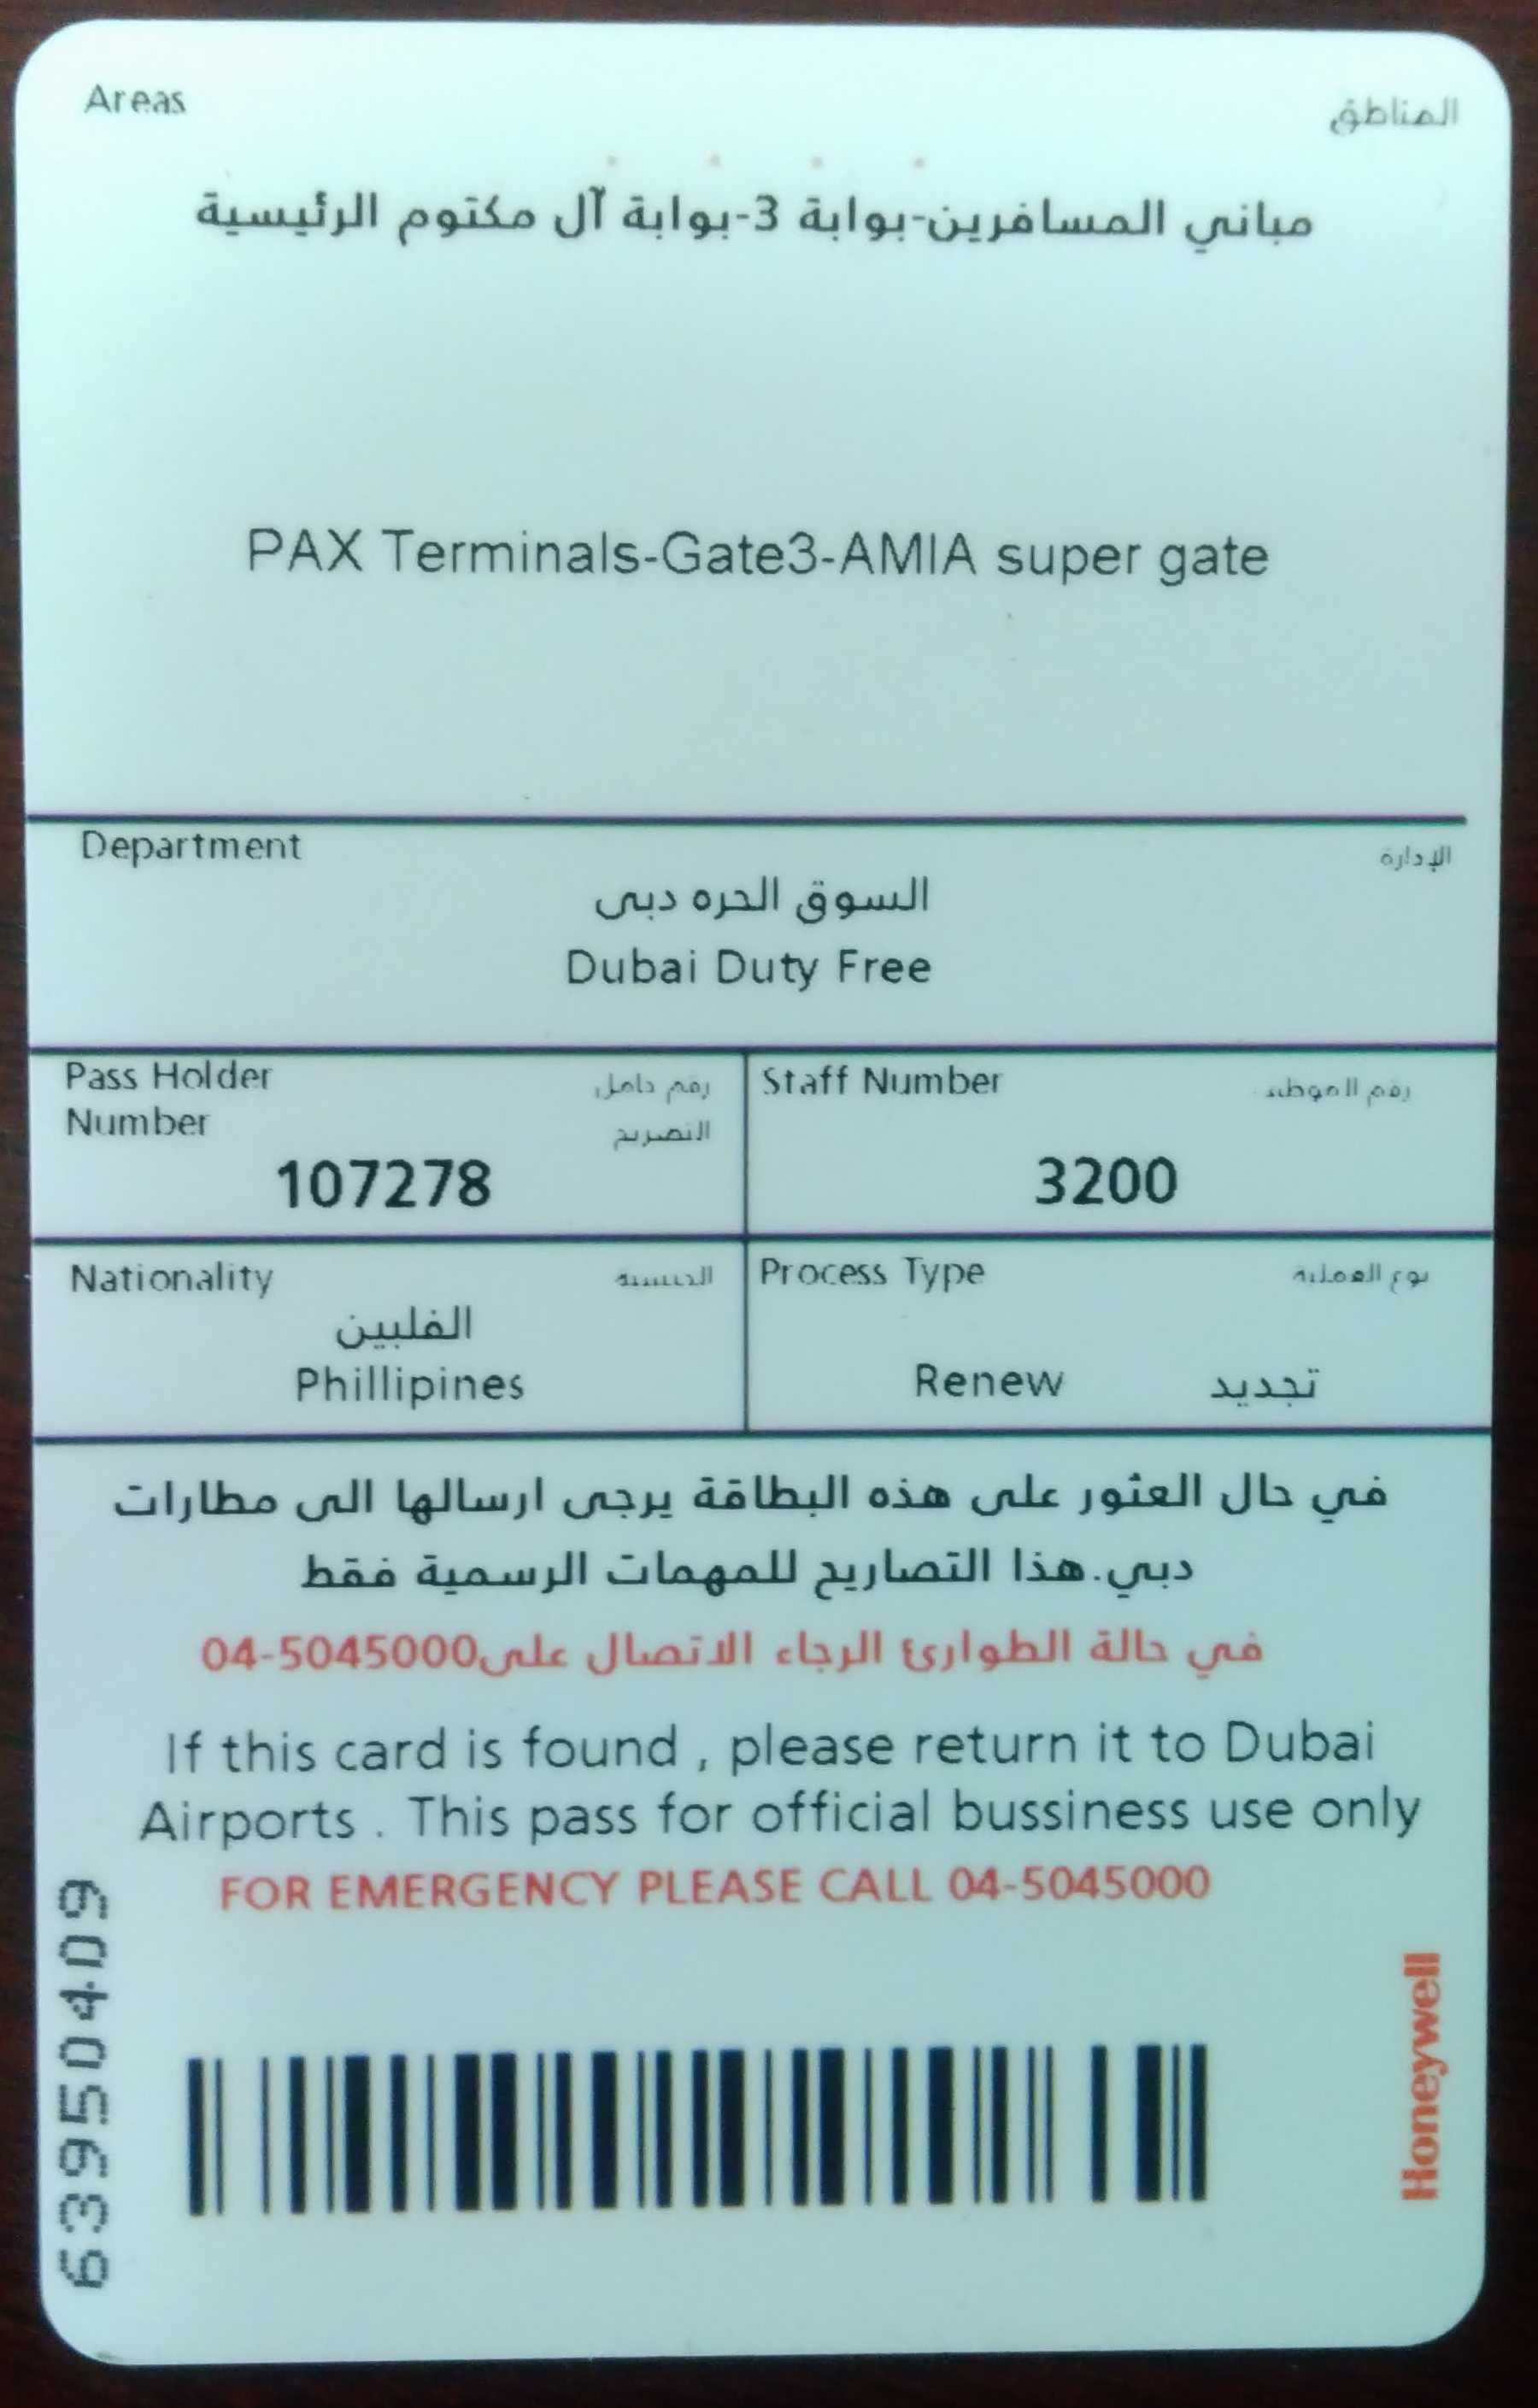 Areas المناطق
مباني المسافرين-بوابة 3-بوابة آل مكتوم الرئيسية
PAX Terminals-Gate3-AMIA super gate
Department الإدارة
السوق الحره دبى
Dubai Duty Free
Pass Holder رقم حامل
Number التصريح
107278
Staff Number رقم الموظف
3200
Nationality الجنسية
الفلبين
Phillipines
Process Type نوع العملية
Renew تجديد
في حال العثور على هذه البطاقة يرجى ارسالها الى مطارات
دبي.هذا التصاريح للمهمات الرسمية فقط
في حالة الطوارئ الرجاء الاتصال على04-5045000
If this card is found , please return it to Dubai
Airports . This pass for official bussiness use only
FOR EMERGENCY PLEASE CALL 04-5045000
63950409
Honeywell